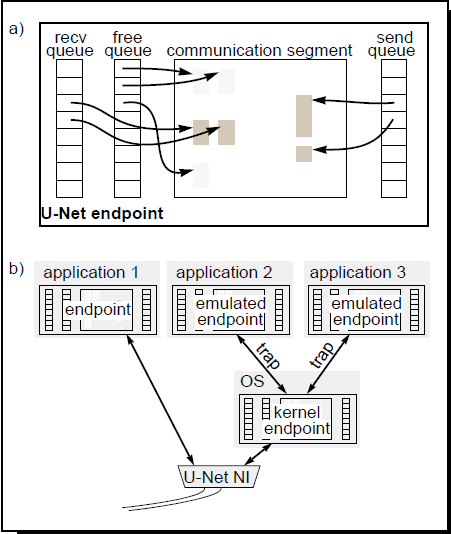 a)
recv queue
free queue
communication segment
send queue
U-Net endpoint
b)
application 1
application 2
application 3
endpoint
emulated endpoint
emulated endpoint
trap
trap
OS
kernel endpoint
U-Net NI